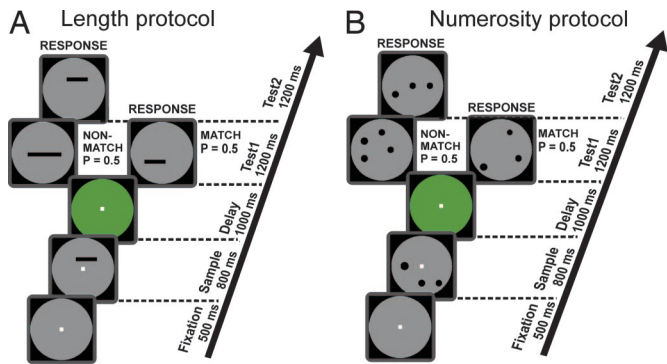 A Length protocol
RESPONSE
RESPONSE
NON-
MATCH
P = 0.5
MATCH
P = 0.5
Test2
1200 ms
Test1
1200 ms
Delay
1000 ms
Sample
800 ms
Fixation
500 ms
B Numerosity protocol
RESPONSE
RESPONSE
NON-
MATCH
P = 0.5
MATCH
P = 0.5
Test2
1200 ms
Test1
1200 ms
Delay
1000 ms
Sample
800 ms
Fixation
500 ms